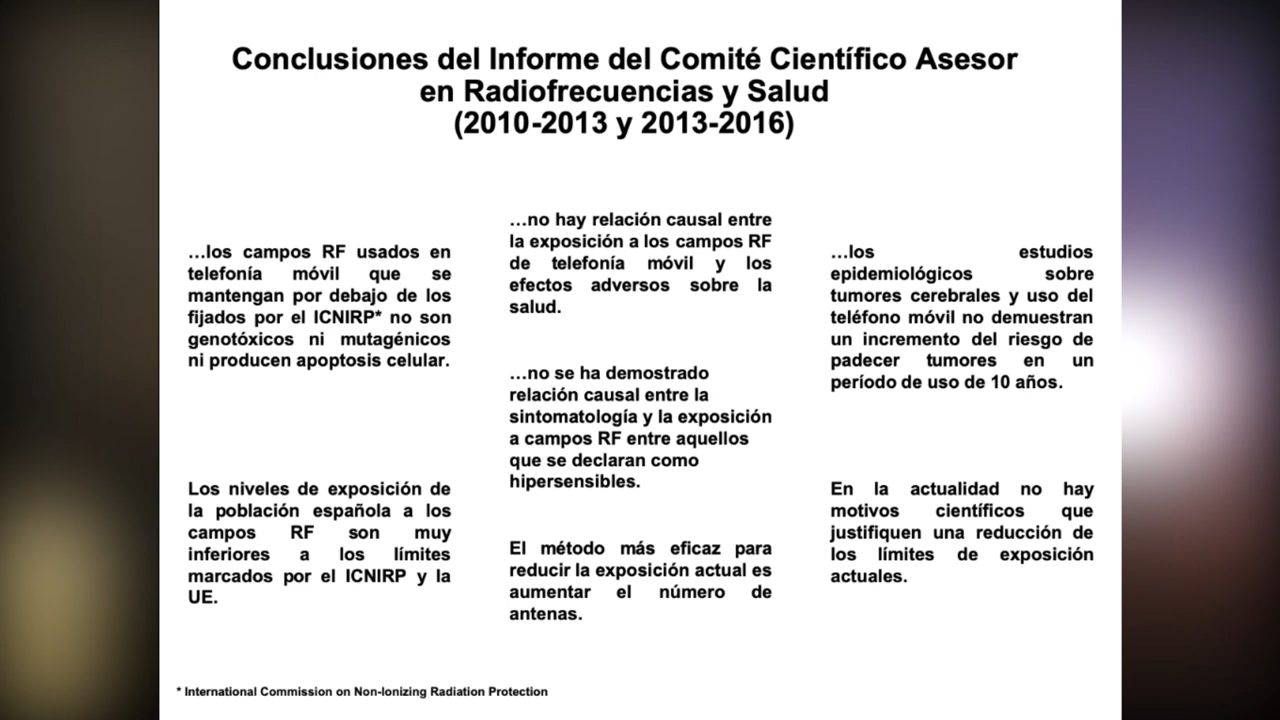 Conclusiones del Informe del Comité Científico Asesor
en Radiofrecuencias y Salud
(2010-2013 y 2013-2016)
…los campos RF usados en
telefonía móvil que se
mantengan por debajo de los
fijados por el ICNIRP* no son
genotóxicos ni mutagénicos
ni producen apoptosis celular.
Los niveles de exposición de
la población española a los
campos RF son muy
inferiores a los límites
marcados por el ICNIRP y la
UE.
…no hay relación causal entre
la exposición a los campos RF
de telefonía móvil y los
efectos adversos sobre la
salud.
…no se ha demostrado
relación causal entre la
sintomatología y la exposición
a campos RF entre aquellos
que se declaran como
hipersensibles.
El método más eficaz para
reducir la exposición actual es
aumentar el número de
antenas.
…los estudios
epidemiológicos sobre
tumores cerebrales y uso del
teléfono móvil no demuestran
un incremento del riesgo de
padecer tumores en un
período de uso de 10 años.
En la actualidad no hay
motivos científicos que
justifiquen una reducción de
los límites de exposición
actuales.
* International Commission on Non-Ionizing Radiation Protection